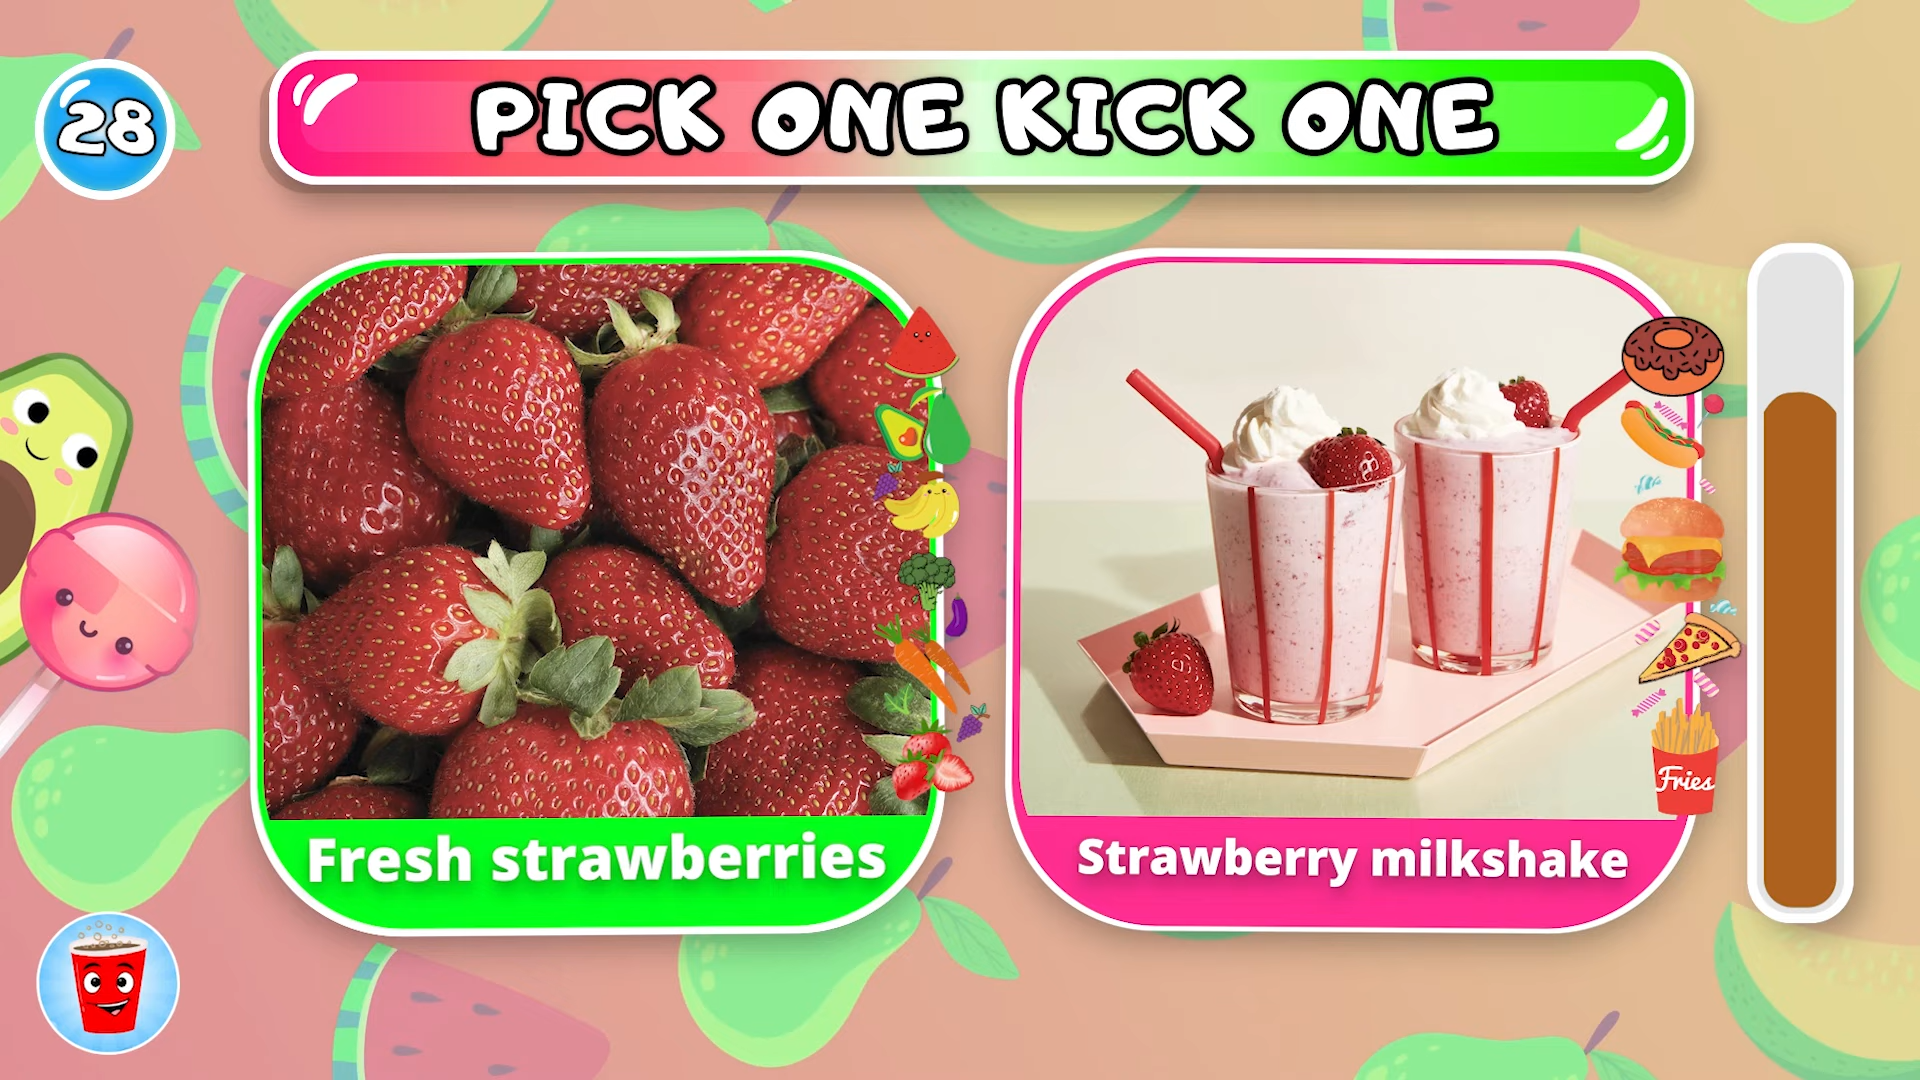 28
PICK ONE KICK ONE
Fries
Fresh strawberries
Strawberry milkshake